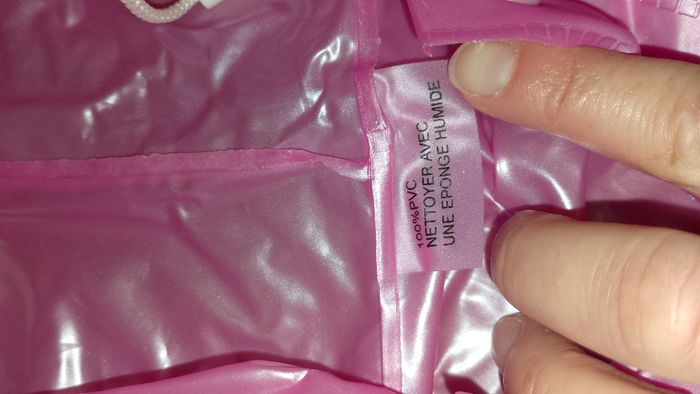 100%PVC
NETTOYER AVEC
UNE EPONGE HUMIDE